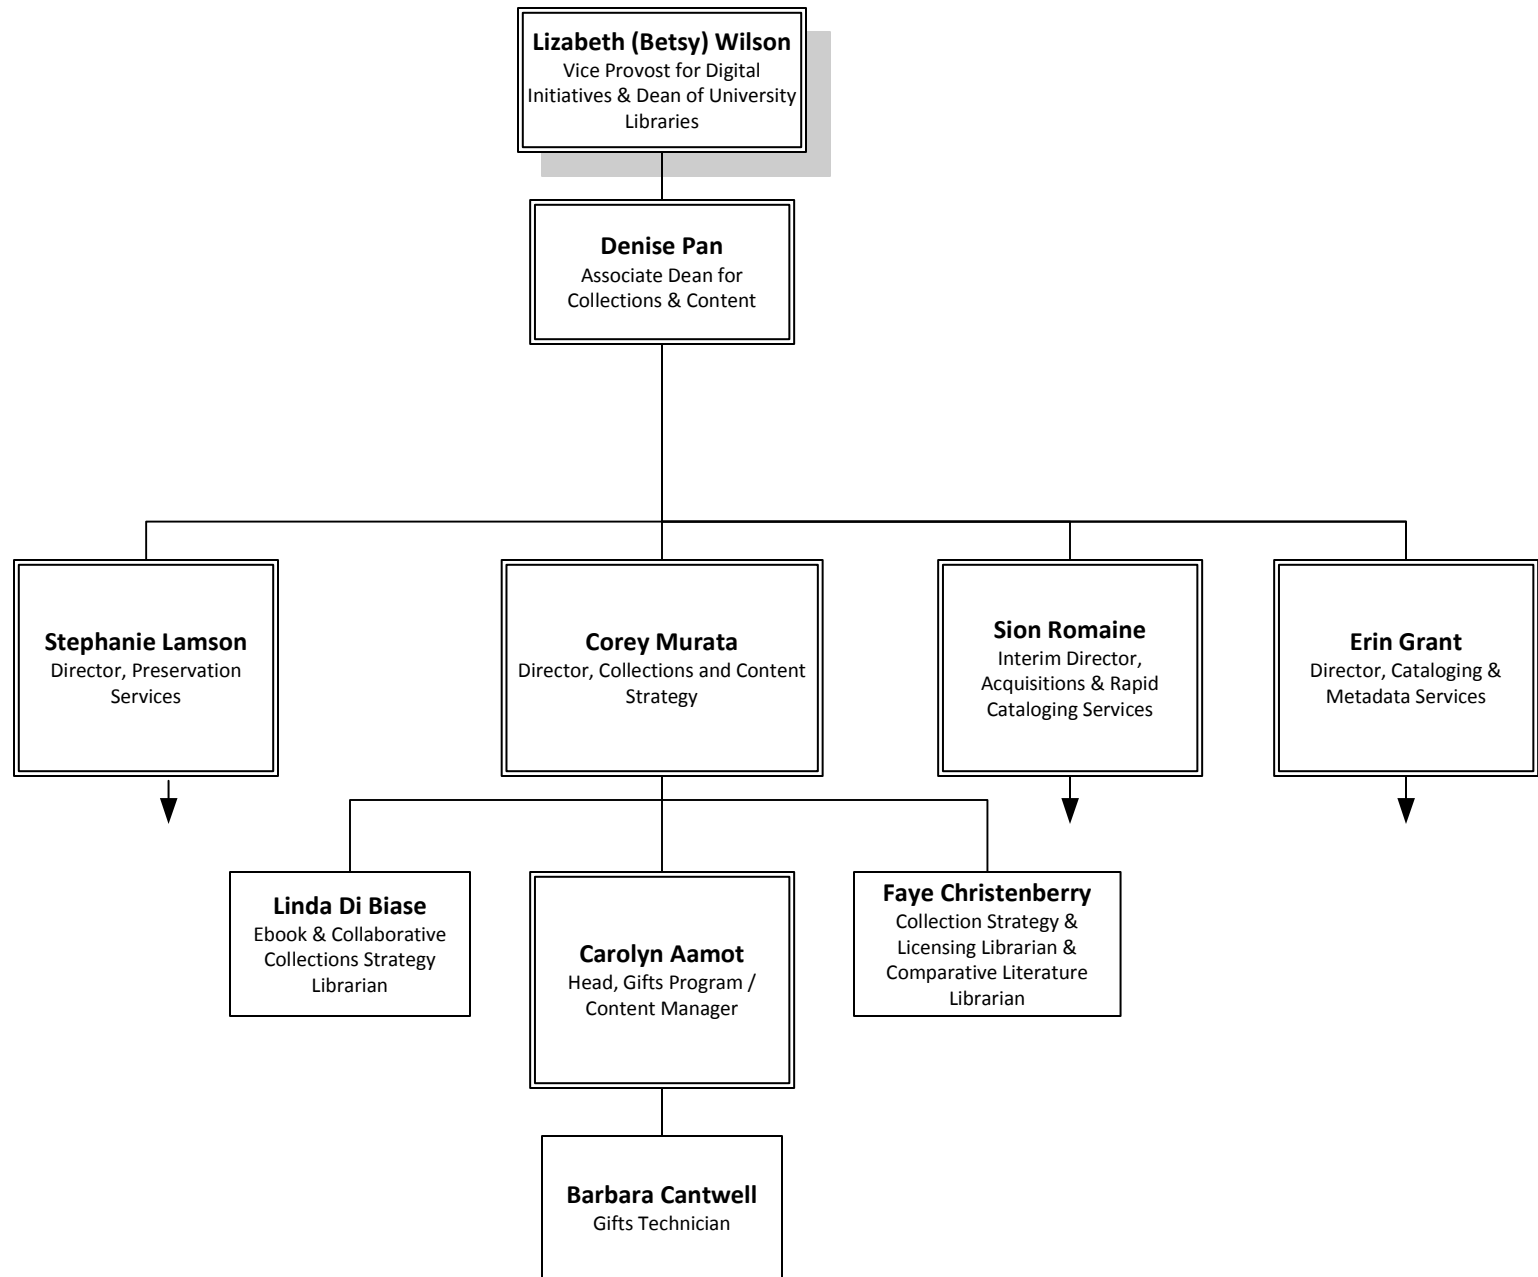 Lizabeth (Betsy) Wilson
Vice Provost for Digital
Initiatives & Dean of University
Libraries
Denise Pan
Associate Dean for
Collections & Content
Stephanie Lamson
Director, Preservation
Services
Corey Murata
Director, Collections and Content
Strategy
Sion Romaine
Interim Director,
Acquisitions & Rapid
Cataloging Services
Erin Grant
Director, Cataloging &
Metadata Services
Linda Di Biase
Ebook & Collaborative
Collections Strategy
Librarian
Carolyn Aamot
Head, Gifts Program /
Content Manager
Faye Christenberry
Collection Strategy &
Licensing Librarian &
Comparative Literature
Librarian
Barbara Cantwell
Gifts Technician